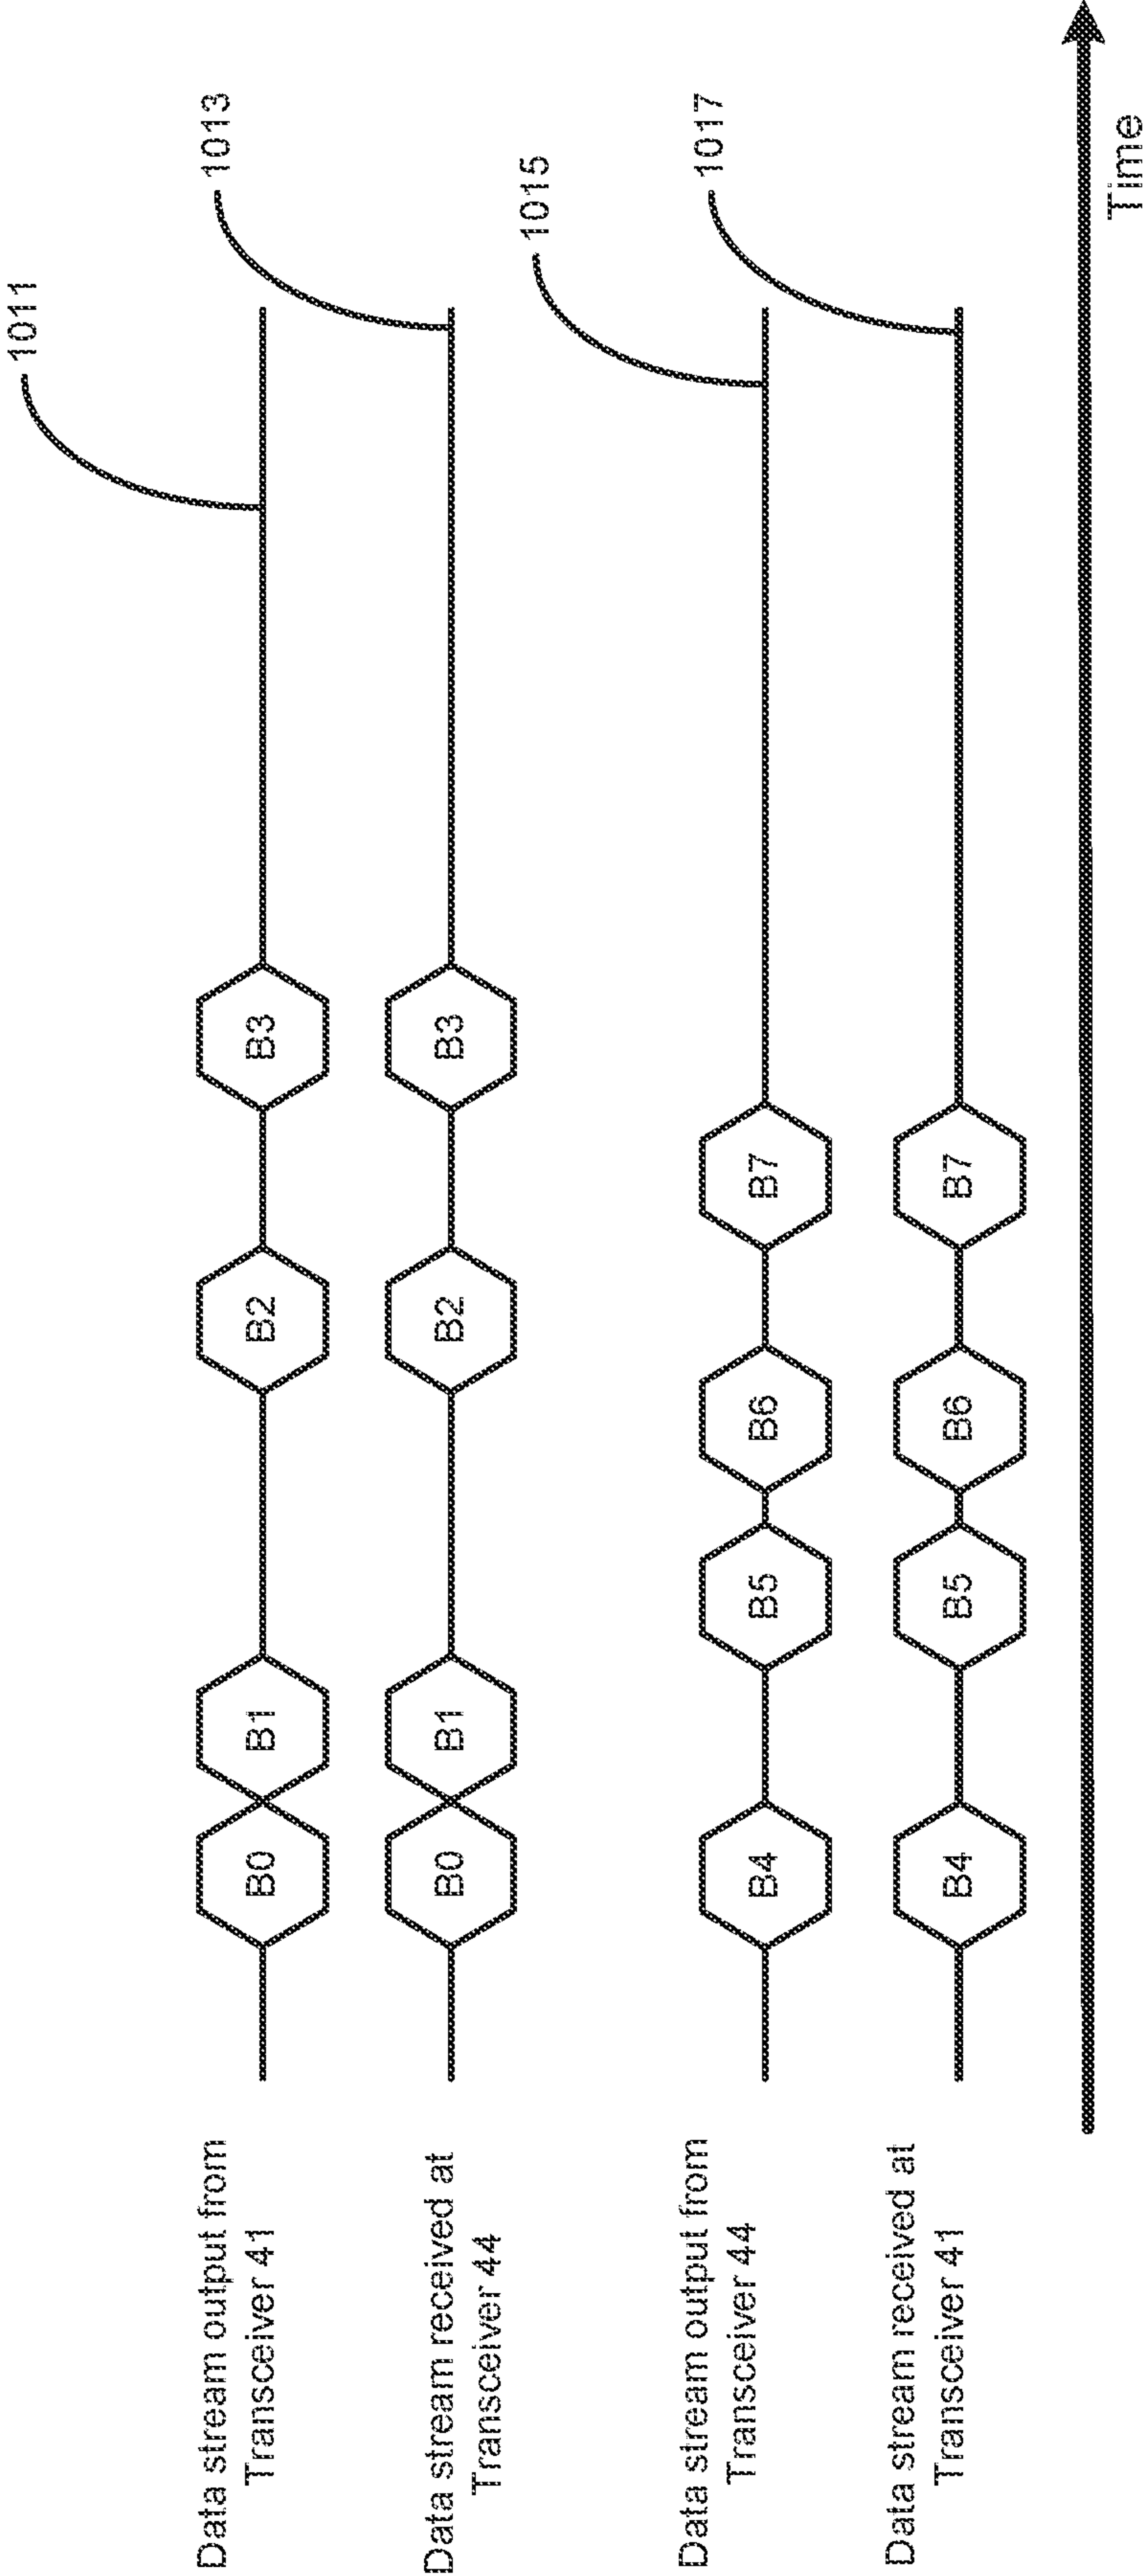 1011
1013
1015
1017
Data stream output from
Transceiver 41
B0
B1
B2
B3
Data stream received at
Transceiver 44
B0
B1
B2
B3
Data stream output from
Transceiver 44
B4
B5
B6
B7
Data stream received at
Transceiver 41
B4
B5
B6
B7
Time